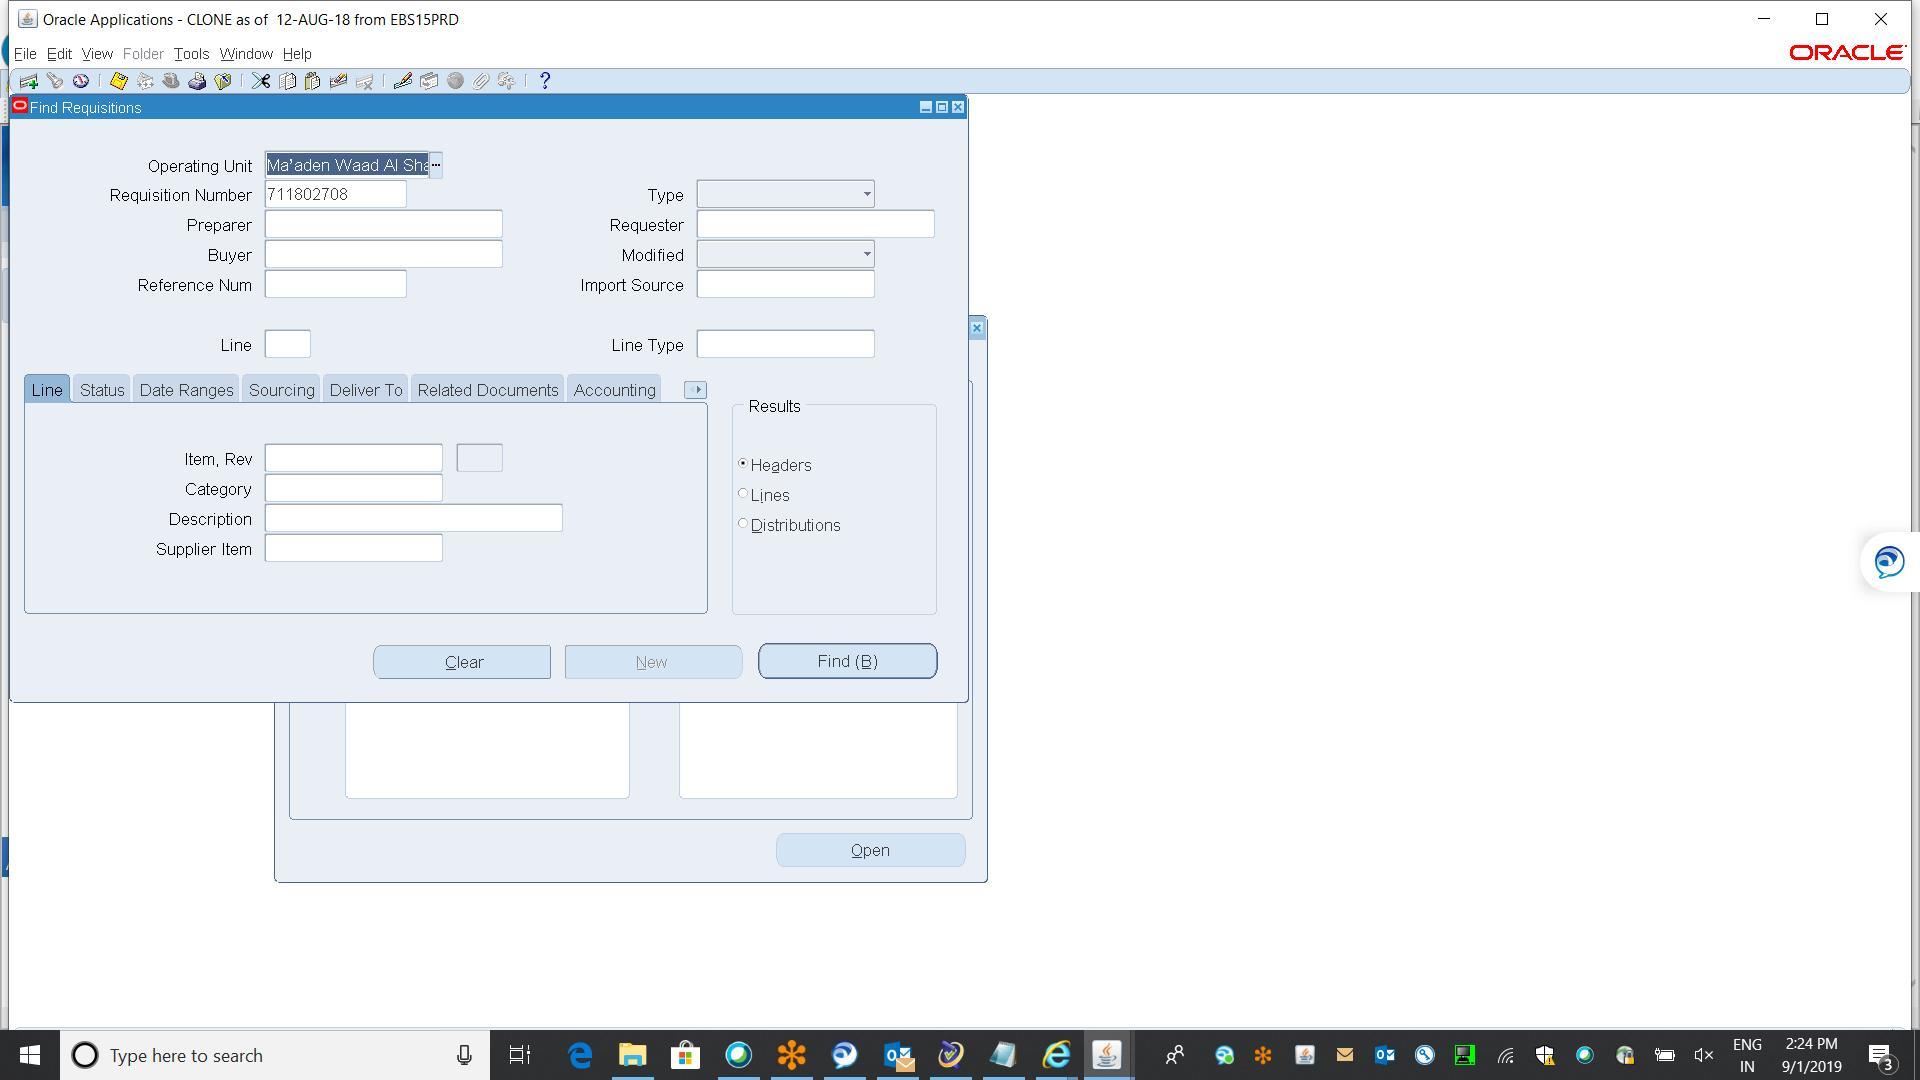 Oracle Applications - CLONE as of  12-AUG-18 from EBS15PRD
File Edit View Folder Tools Window Help
ORACLE
Find Requisitions
Operating Unit Ma'aden Waad Al Sha
Requisition Number 711802708 Type
Preparer Requester
Buyer Modified
Reference Num Import Source
Line Line Type
Line Status Date Ranges Sourcing Deliver To Related Documents Accounting
Results
Item, Rev
Headers
Category
Lines
Description
Distributions
Supplier Item
Clear New Find (B)
Open
Type here to search
ENG
IN
2:24 PM
9/1/2019
3